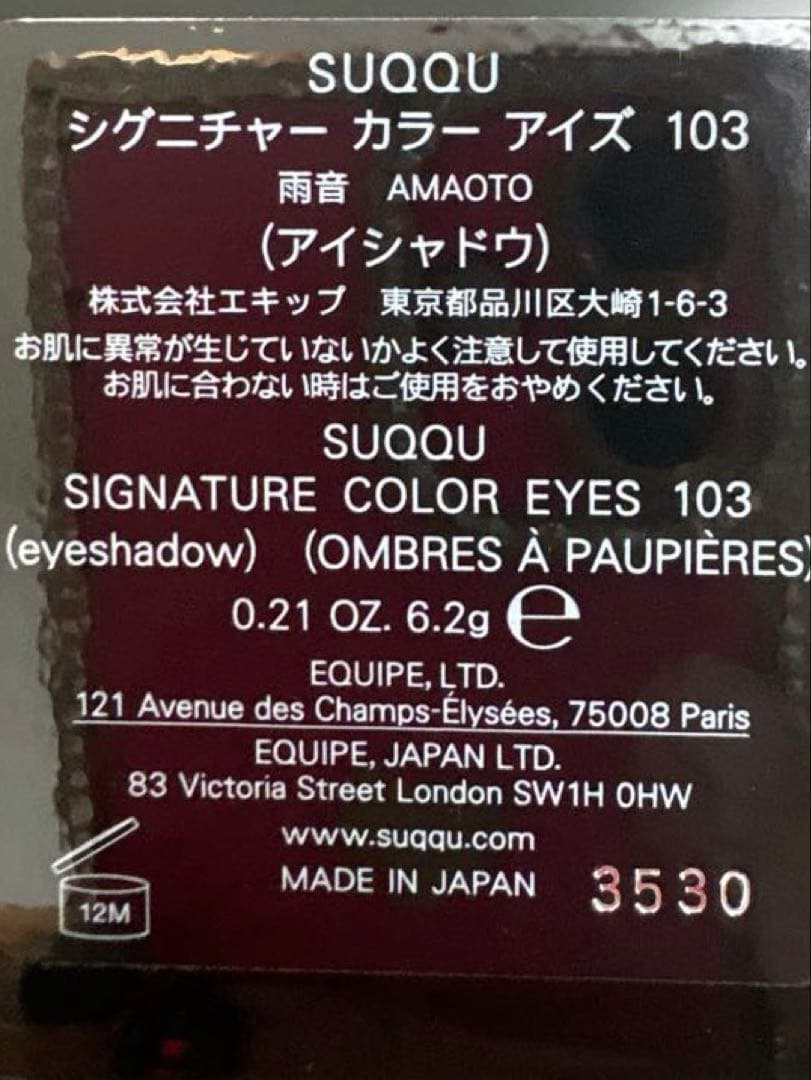 SUQQU
シグニチャー カラー アイズ 103
雨音 AMAOTO
(アイシャドウ)
株式会社エキップ 東京都品川区大崎1-6-3
お肌に異常が生じていないかよく注意して使用してください。
お肌に合わない時はご使用をおやめください。
SUQQU
SIGNATURE COLOR EYES 103
(eyeshadow) (OMBRES À PAUPIÈRES)
0.21 OZ. 6.2g ℮
EQUIPE, LTD.
121 Avenue des Champs-Élysées, 75008 Paris
EQUIPE, JAPAN LTD.
83 Victoria Street London SW1H 0HW
www.suqqu.com
MADE IN JAPAN 3530
12M